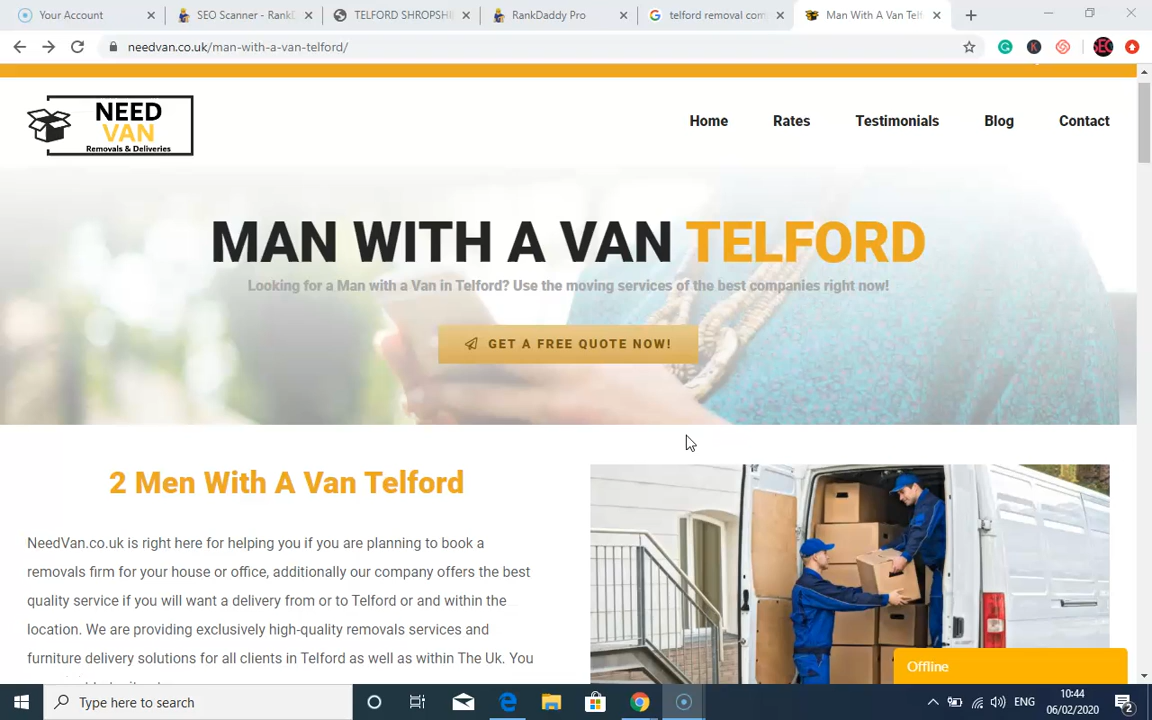 Your Account
SEO Scanner - RankD
TELFORD SHROPSHI
RankDaddy Pro
telford removal com
Man With A Van Telf
needvan.co.uk/man-with-a-van-telford/
NEED
VAN
Removals & Deliveries
Home
Rates
Testimonials
Blog
Contact
MAN WITH A VAN TELFORD
Looking for a Man with a Van in Telford? Use the moving services of the best companies right now!
GET A FREE QUOTE NOW!
2 Men With A Van Telford
NeedVan.co.uk is right here for helping you if you are planning to book a
removals firm for your house or office, additionally our company offers the best
quality service if you will want a delivery from or to Telford or and within the
location. We are providing exclusively high-quality removals services and
furniture delivery solutions for all clients in Telford as well as within The Uk. You
Offline
Type here to search
ENG
10:44
06/02/2020
2